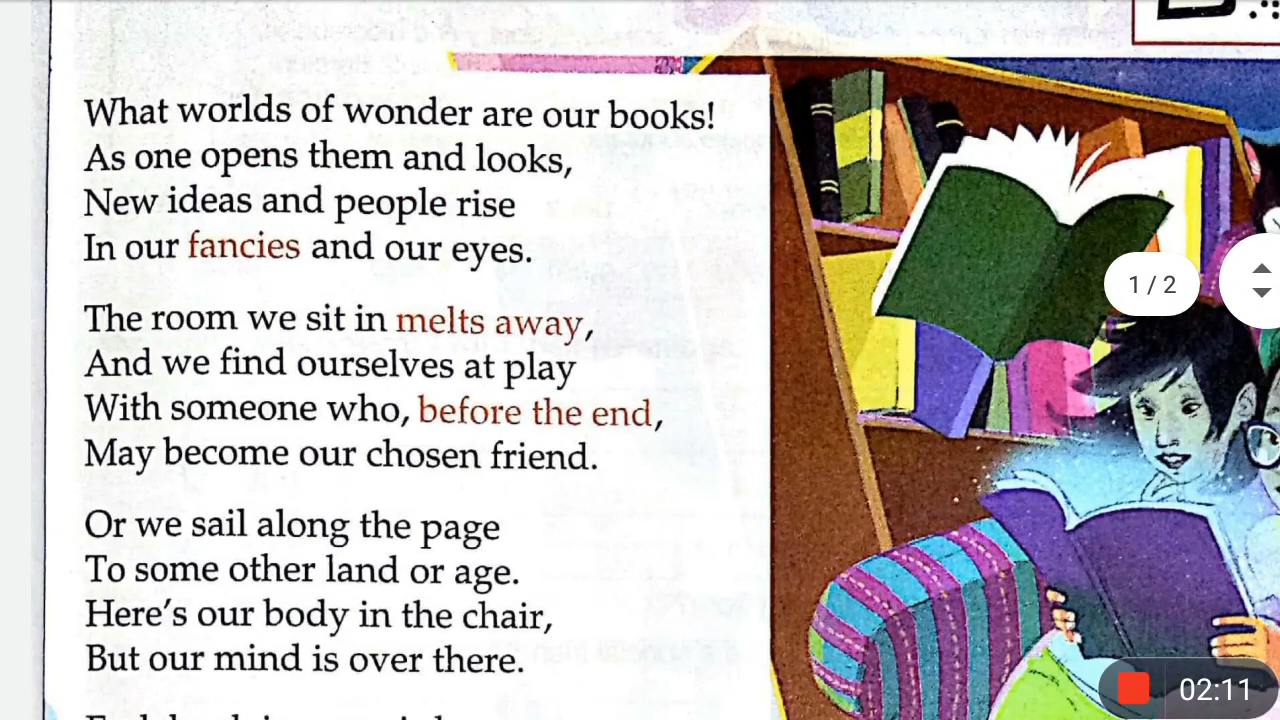 What worlds of wonder are our books!
As one opens them and looks,
New ideas and people rise
In our fancies and our eyes.
The room we sit in melts away,
And we find ourselves at play
With someone who, before the end,
May become our chosen friend.
Or we sail along the page
To some other land or age.
Here's our body in the chair,
But our mind is over there.
1 / 2
02:11